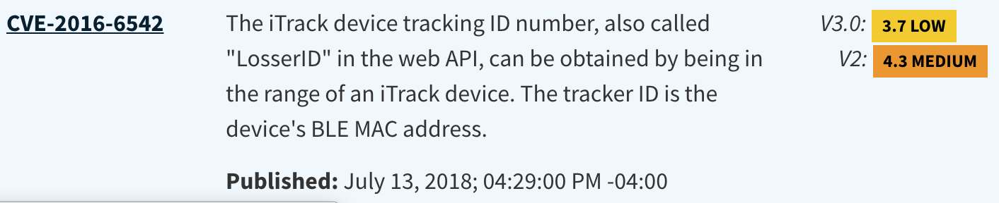 CVE-2016-6542
The iTrack device tracking ID number, also called
"LosserID" in the web API, can be obtained by being in
the range of an iTrack device. The tracker ID is the
device's BLE MAC address.
Published: July 13, 2018; 04:29:00 PM -04:00
V3.0: 3.7 LOW
V2: 4.3 MEDIUM